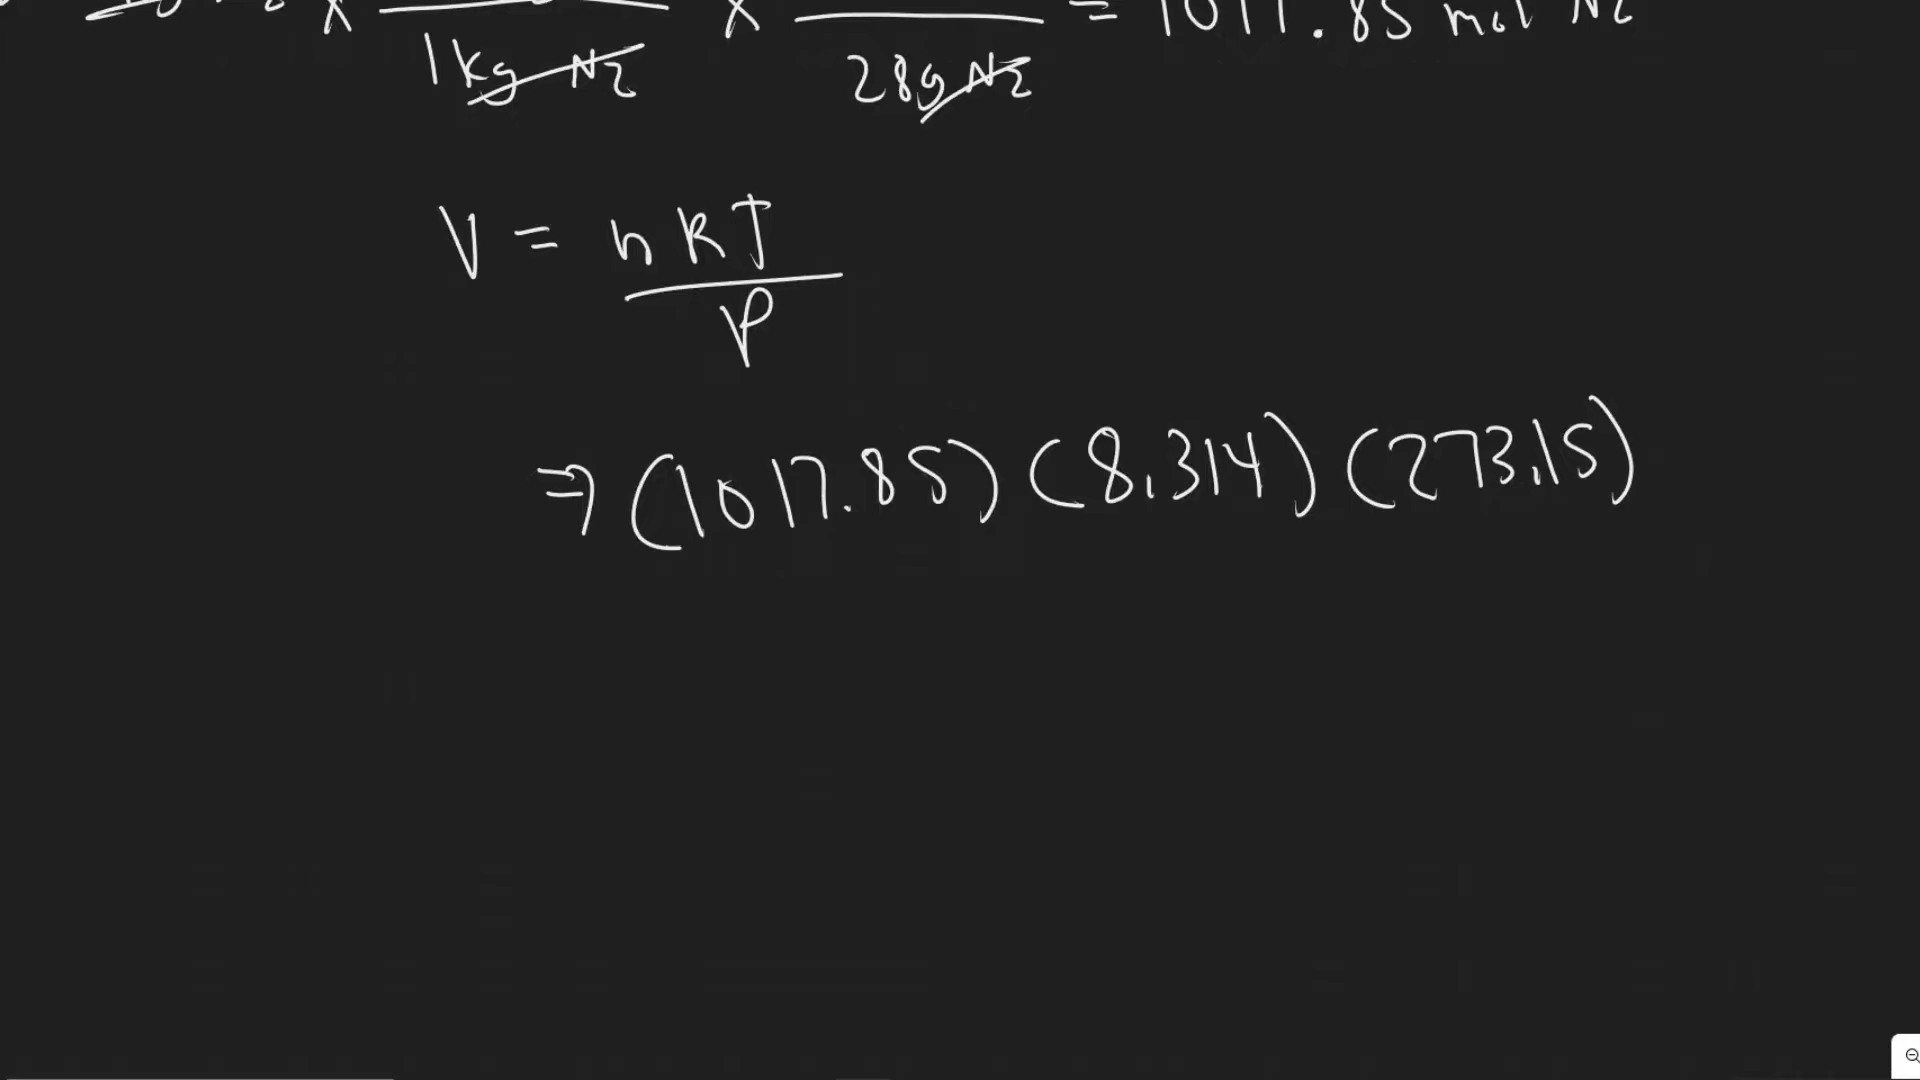 x x = 1017.85 mol N2
1kg N2 28g N2
V = nRT
P
=> (1017.85) (8.314) (273.15)